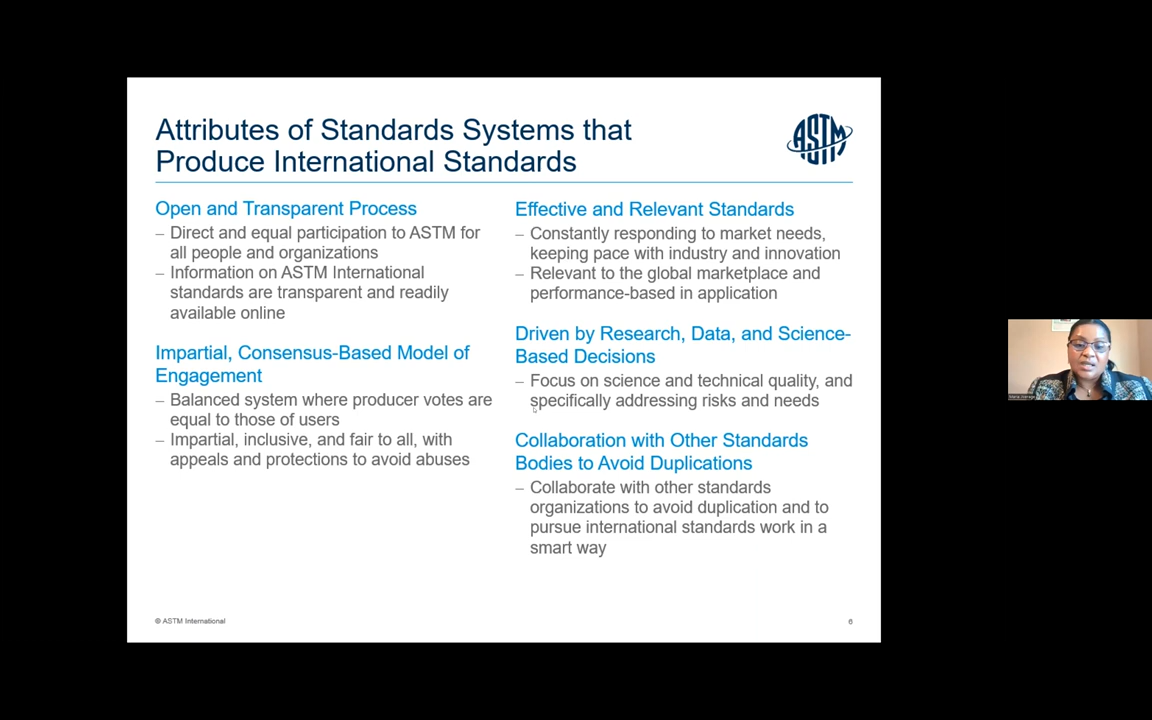 Attributes of Standards Systems that
Produce International Standards
ASTM
Open and Transparent Process
– Direct and equal participation to ASTM for
all people and organizations
– Information on ASTM International
standards are transparent and readily
available online
Impartial, Consensus-Based Model of
Engagement
– Balanced system where producer votes are
equal to those of users
– Impartial, inclusive, and fair to all, with
appeals and protections to avoid abuses
Effective and Relevant Standards
– Constantly responding to market needs,
keeping pace with industry and innovation
– Relevant to the global marketplace and
performance-based in application
Driven by Research, Data, and Science-
Based Decisions
– Focus on science and technical quality, and
specifically addressing risks and needs
Collaboration with Other Standards
Bodies to Avoid Duplications
– Collaborate with other standards
organizations to avoid duplication and to
pursue international standards work in a
smart way
© ASTM International
6